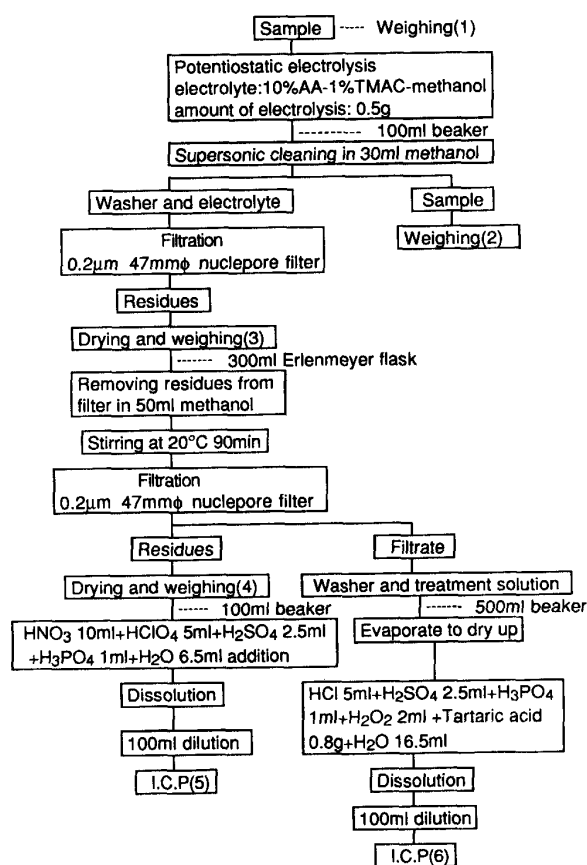 Sample ---- Weighing(1)
Potentiostatic electrolysis
electrolyte:10%AA-1%TMAC-methanol
amount of electrolysis: 0.5g
---------- 100ml beaker
Supersonic cleaning in 30ml methanol
Washer and electrolyte
Sample
Filtration
0.2μm 47mmϕ nuclepore filter
Weighing(2)
Residues
Drying and weighing(3)
------ 300ml Erlenmeyer flask
Removing residues from
filter in 50ml methanol
Stirring at 20°C 90min
Filtration
0.2μm 47mmϕ nuclepore filter
Residues
Filtrate
Drying and weighing(4)
Washer and treatment solution
------ 100ml beaker
------ 500ml beaker
HNO₃ 10ml+HClO₄ 5ml+H₂SO₄ 2.5ml
+H₃PO₄ 1ml+H₂O 6.5ml addition
Evaporate to dry up
Dissolution
HCl 5ml+H₂SO₄ 2.5ml+H₃PO₄
1ml+H₂O₂ 2ml +Tartaric acid
0.8g+H₂O 16.5ml
100ml dilution
I.C.P(5)
Dissolution
100ml dilution
I.C.P(6)